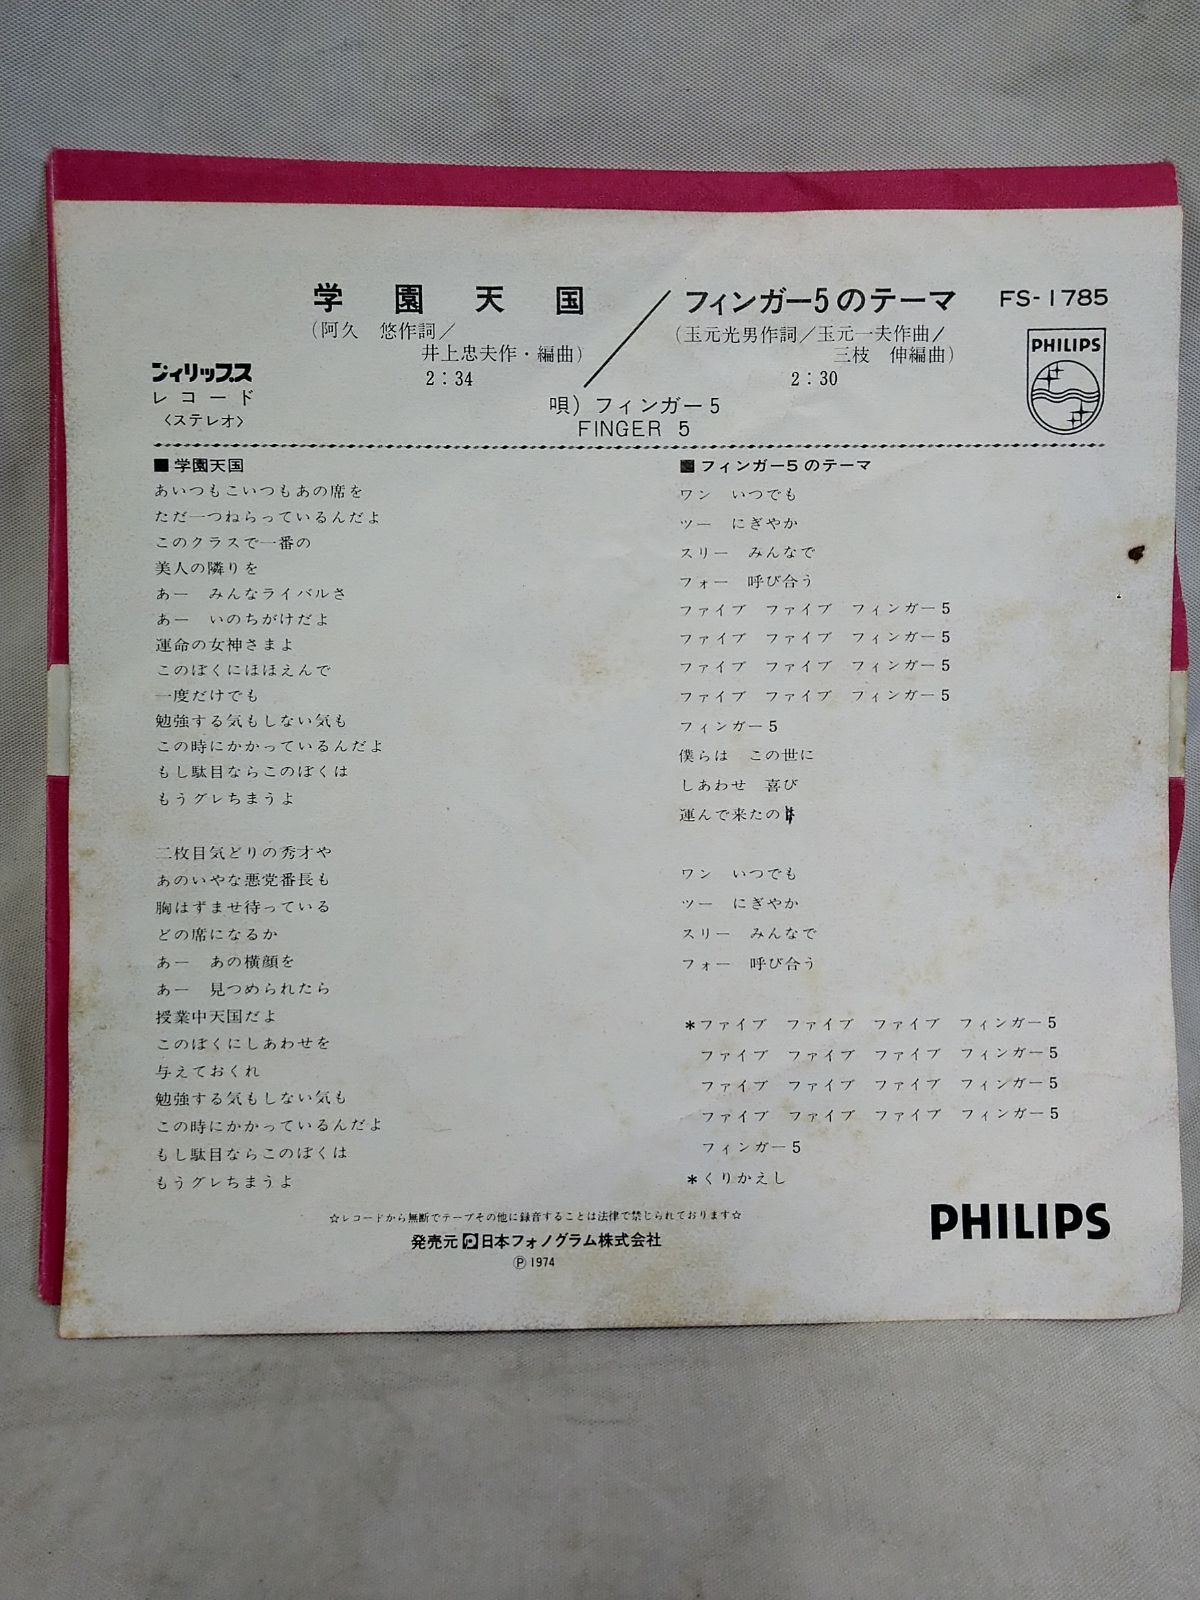 学園天国
フィンガー5のテーマ
FS-1785
(阿久 悠作詞/
井上忠夫作・編曲)
(玉元光男作詞/玉元一夫作曲/
三枝 伸編曲)
2:34
2:30
フィリップス
レコード
〈ステレオ〉
唄)フィンガー5
FINGER 5
PHILIPS
■学園天国
あいつもこいつもあの席を
ただ一つねらっているんだよ
このクラスで一番の
美人の隣りを
あー みんなライバルさ
あー いのちがけだよ
運命の女神さまよ
このぼくにほほえんで
一度だけでも
勉強する気もしない気も
この時にかかっているんだよ
もし駄目ならこのぼくは
もうグレちまうよ
二枚目気どりの秀才や
あのいやな悪党番長も
胸はずませ待っている
どの席になるか
あー あの横顔を
あー 見つめられたら
授業中天国だよ
このぼくにしあわせを
与えておくれ
勉強する気もしない気も
この時にかかっているんだよ
もし駄目ならこのぼくは
もうグレちまうよ
■フィンガー5のテーマ
ワン いつでも
ツー にぎやか
スリー みんなで
フォー 呼び合う
ファイブ ファイブ フィンガー5
ファイブ ファイブ フィンガー5
ファイブ ファイブ フィンガー5
ファイブ ファイブ フィンガー5
フィンガー5
僕らは この世に
しあわせ 喜び
運んで来たの
ワン いつでも
ツー にぎやか
スリー みんなで
フォー 呼び合う
*ファイブ ファイブ ファイブ フィンガー5
ファイブ ファイブ ファイブ フィンガー5
ファイブ ファイブ ファイブ フィンガー5
ファイブ ファイブ ファイブ フィンガー5
フィンガー5
*くりかえし
☆レコードから無断でテープその他に録音することは法律で禁じられております☆
発売元 日本フォノグラム株式会社
Ⓟ1974
PHILIPS